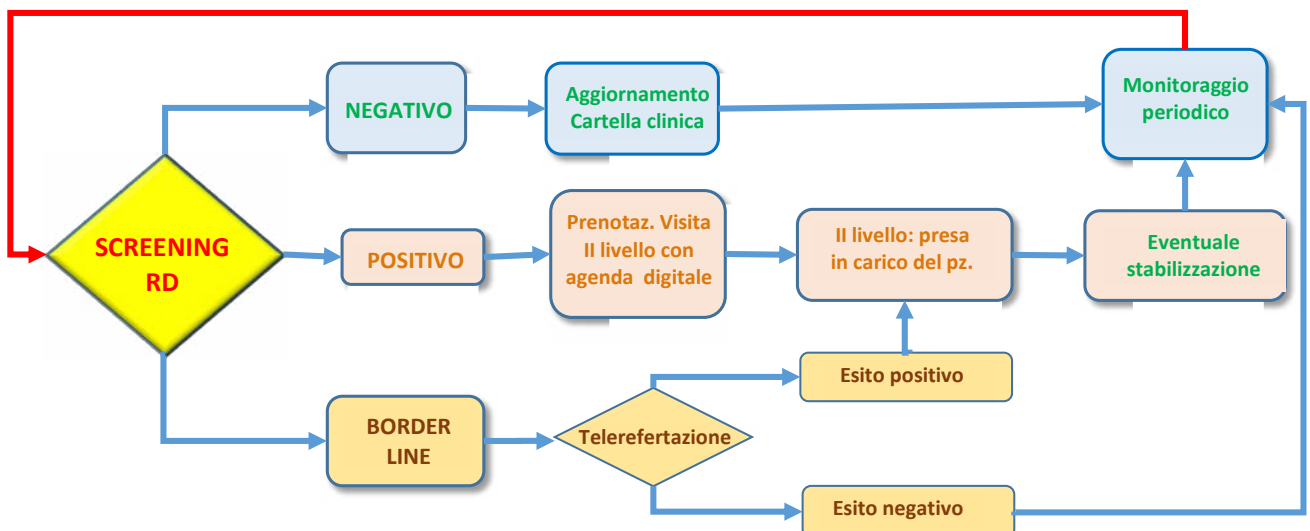 NEGATIVO
Aggiornamento
Cartella clinica
Monitoraggio
periodico
SCREENING
RD
POSITIVO
Prenotaz. Visita
II livello con
agenda digitale
II livello: presa
in carico del pz.
Eventuale
stabilizzazione
BORDER
LINE
Telerefertazione
Esito positivo
Esito negativo